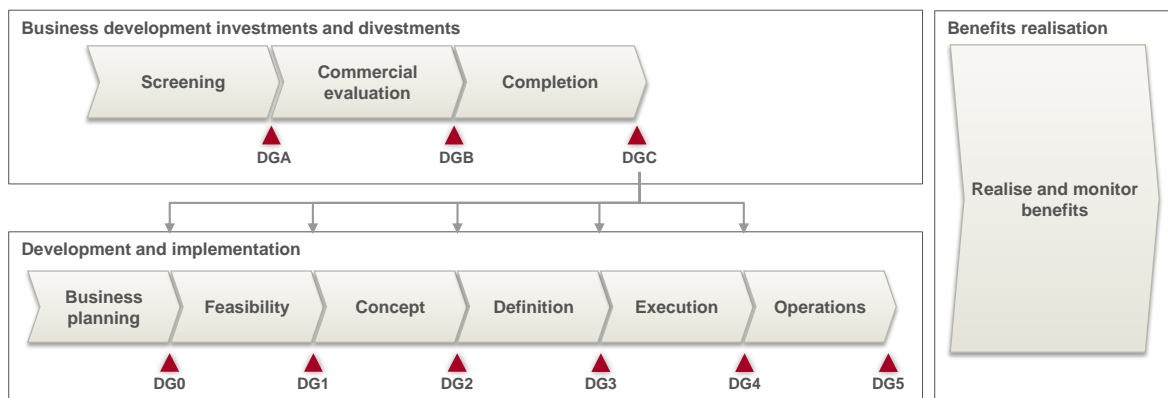 Business development investments and divestments
Screening
Commercial
evaluation
Completion
DGA
DGB
DGC
Development and implementation
Business
planning
Feasibility
Concept
Definition
Execution
Operations
DG0
DG1
DG2
DG3
DG4
DG5
Benefits realisation
Realise and monitor
benefits